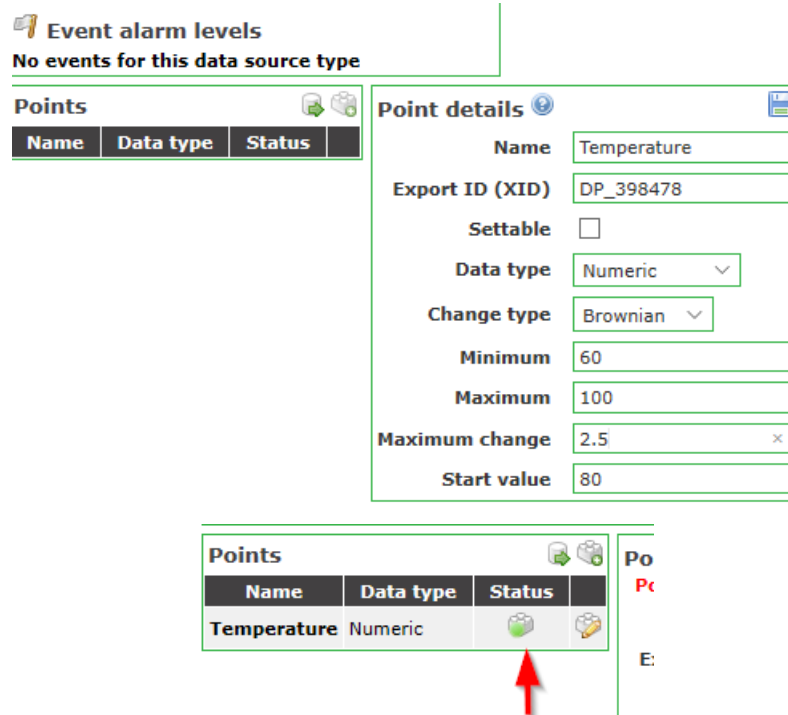 Event alarm levels
No events for this data source type
Points
Name Data type Status
Point details
Name Temperature
Export ID (XID) DP_398478
Settable
Data type Numeric
Change type Brownian
Minimum 60
Maximum 100
Maximum change 2.5 ×
Start value 80
Points
Name Data type Status
Temperature Numeric